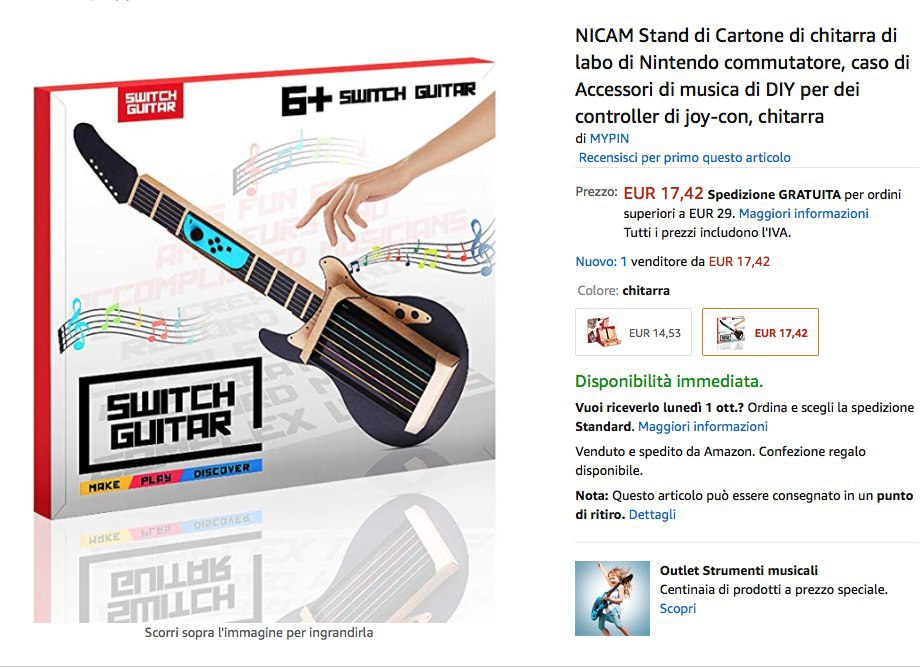 SWITCH
GUITAR
6+ SWITCH GUITAR
SWITCH
GUITAR
MAKE PLAY DISCOVER
Scorri sopra l'immagine per ingrandirla
NICAM Stand di Cartone di chitarra di
labo di Nintendo commutatore, caso di
Accessori di musica di DIY per dei
controller di joy-con, chitarra
di MYPIN
Recensisci per primo questo articolo
Prezzo: EUR 17,42 Spedizione GRATUITA per ordini
superiori a EUR 29. Maggiori informazioni
Tutti i prezzi includono l'IVA.
Nuovo: 1 venditore da EUR 17,42
Colore: chitarra
EUR 14,53
EUR 17,42
Disponibilità immediata.
Vuoi riceverlo lunedì 1 ott.? Ordina e scegli la spedizione
Standard. Maggiori informazioni
Venduto e spedito da Amazon. Confezione regalo
disponibile.
Nota: Questo articolo può essere consegnato in un punto
di ritiro. Dettagli
Outlet Strumenti musicali
Centinaia di prodotti a prezzo speciale.
Scopri